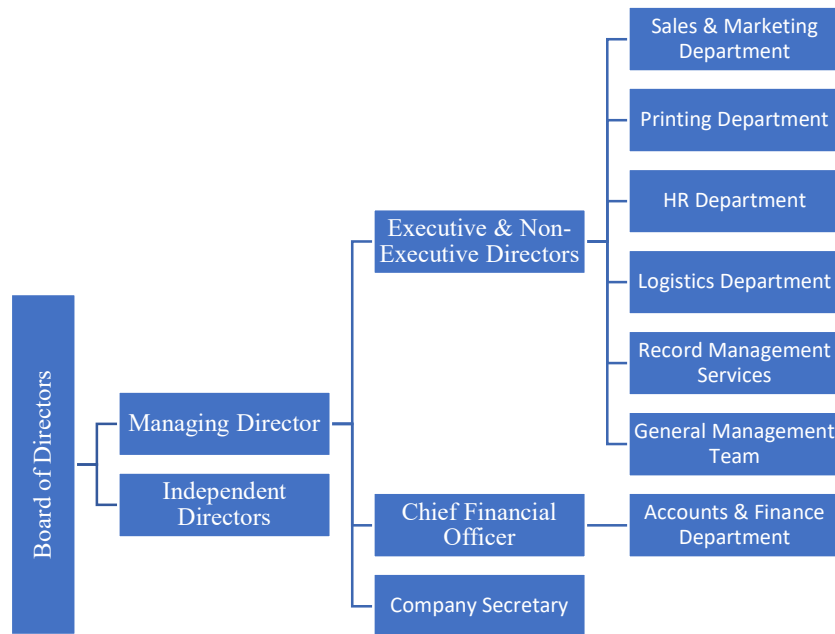 Sales & Marketing
Department
Printing Department
HR Department
Executive & Non-
Executive Directors
Logistics Department
Board of Directors
Record Management
Services
Managing Director
General Management
Team
Independent
Directors
Chief Financial
Officer
Accounts & Finance
Department
Company Secretary